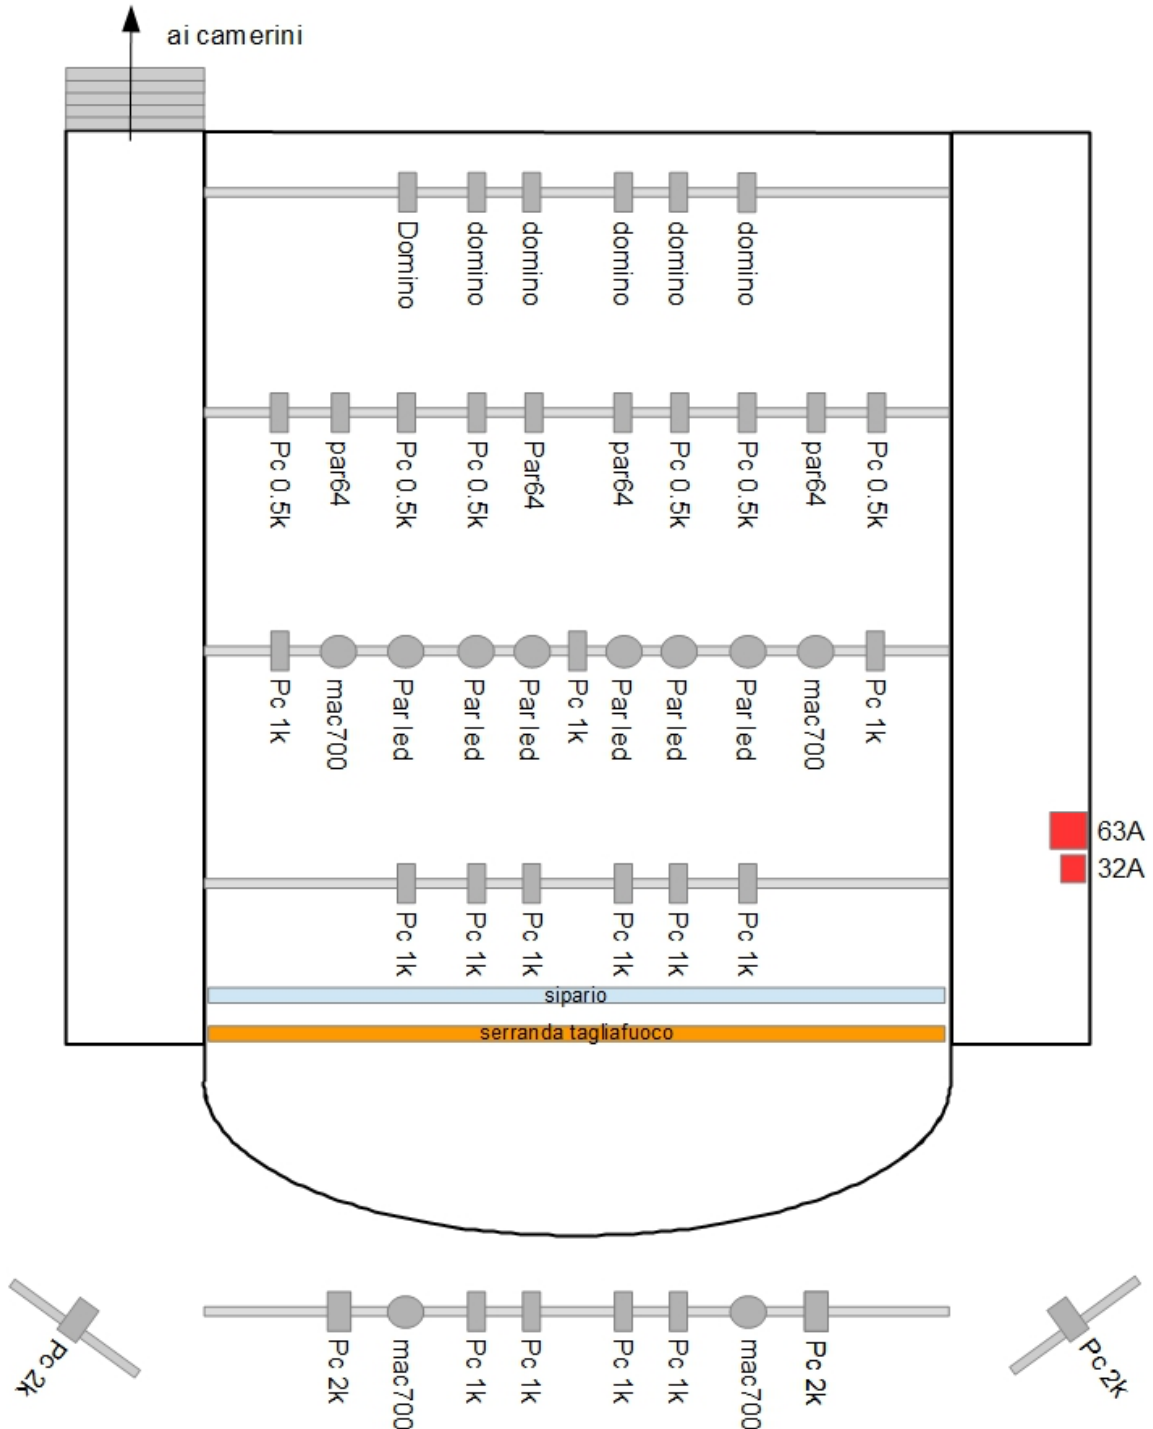 ai camerini
Domino
domino
domino
domino
domino
domino
Pc 0.5k
par64
Pc 0.5k
Pc 0.5k
Par64
par64
Pc 0.5k
Pc 0.5k
par64
Pc 0.5k
Pc 1k
mac700
Par led
Par led
Par led
Pc 1k
Par led
Par led
Par led
mac700
Pc 1k
63A
32A
Pc 1k
Pc 1k
Pc 1k
Pc 1k
Pc 1k
Pc 1k
sipario
serranda tagliafuoco
Pc 2k
Pc 2k
mac700
Pc 1k
Pc 1k
Pc 1k
Pc 1k
mac700
Pc 2k
Pc 2k